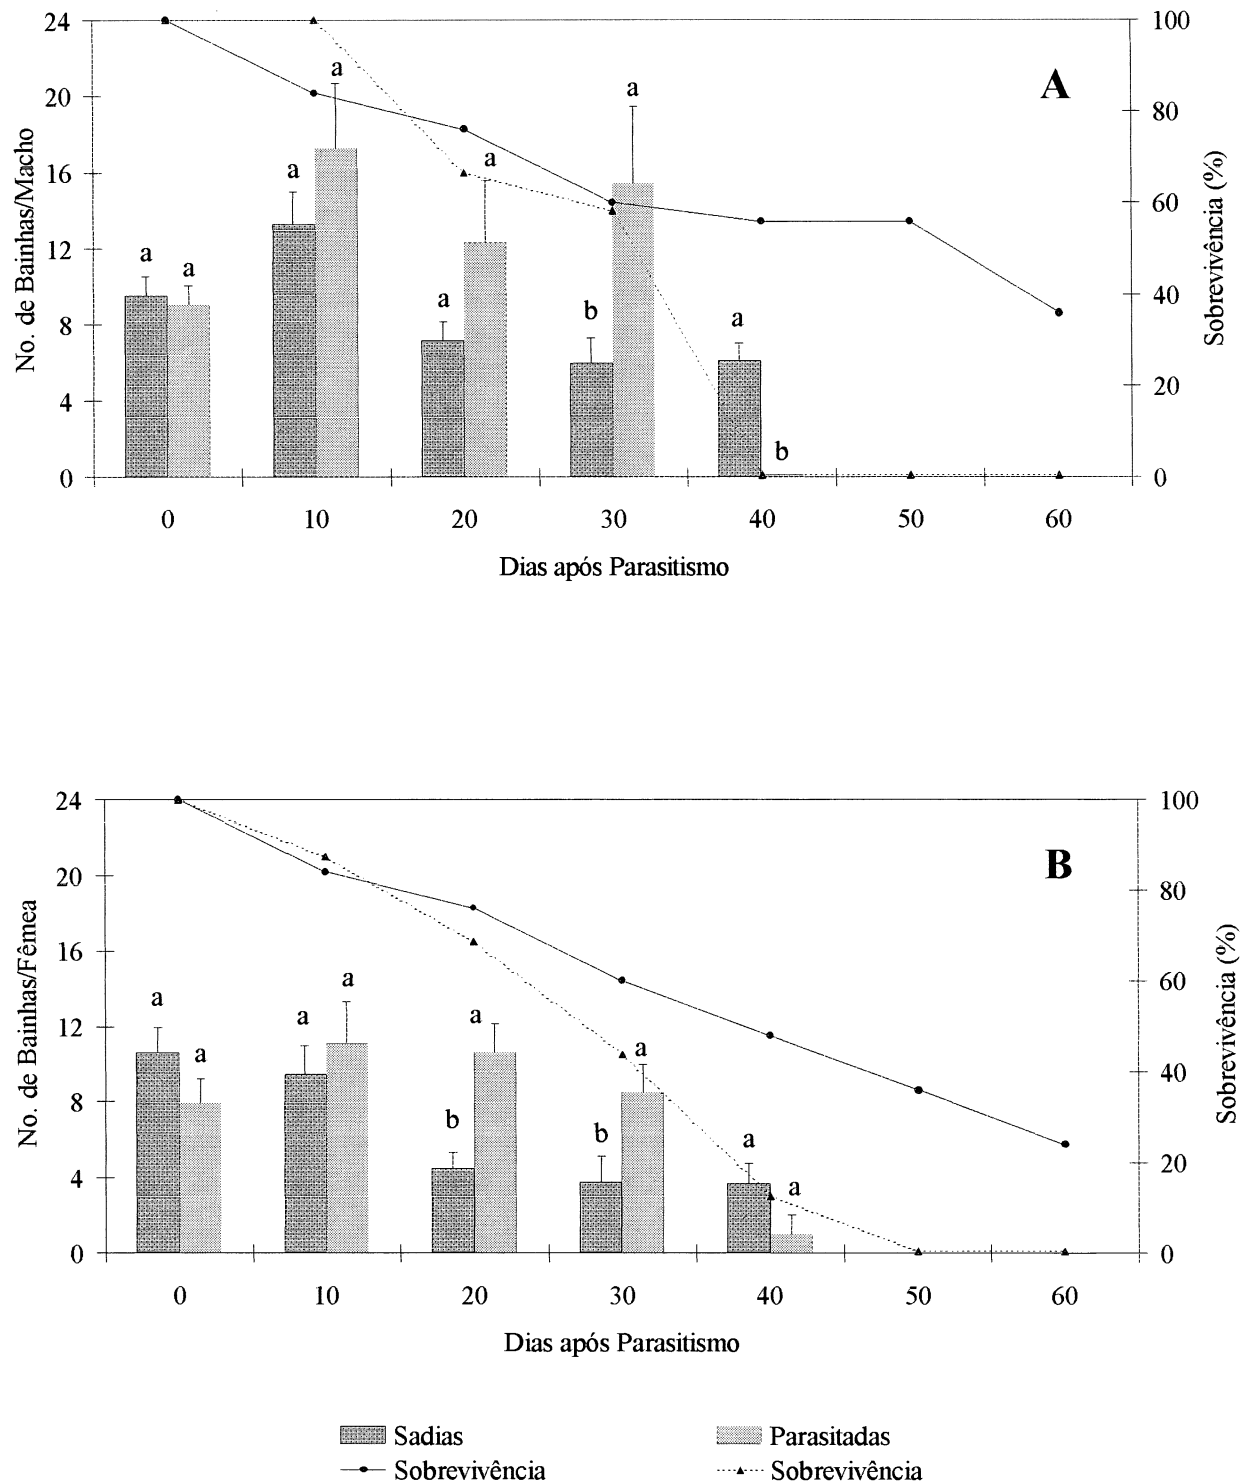 24
20
16
12
8
4
0
No. de Bainhas/Macho
100
80
60
40
20
0
Sobrevivência (%)
A
a
a
a
a
a
a
b
a
a
b
0 10 20 30 40 50 60
Dias após Parasitismo
24
20
16
12
8
4
0
No. de Bainhas/Fêmea
100
80
60
40
20
0
Sobrevivência (%)
B
a
a
a
a
b
a
b
a
a
a
0 10 20 30 40 50 60
Dias após Parasitismo
Sadias Parasitadas
Sobrevivência Sobrevivência